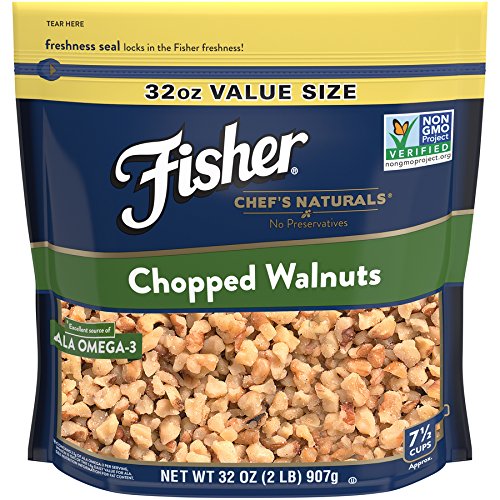 TEAR HERE
freshness seal locks in the Fisher freshness!
32oz VALUE SIZE
NON
GMO
Project
VERIFIED
nongmoproject.org
Fisher®
CHEF'S NATURALS®
No Preservatives
Chopped Walnuts
Excellent source of
ALA OMEGA-3
7 1/2
CUPS
Approx.
NET WT 32 OZ (2 LB) 907g